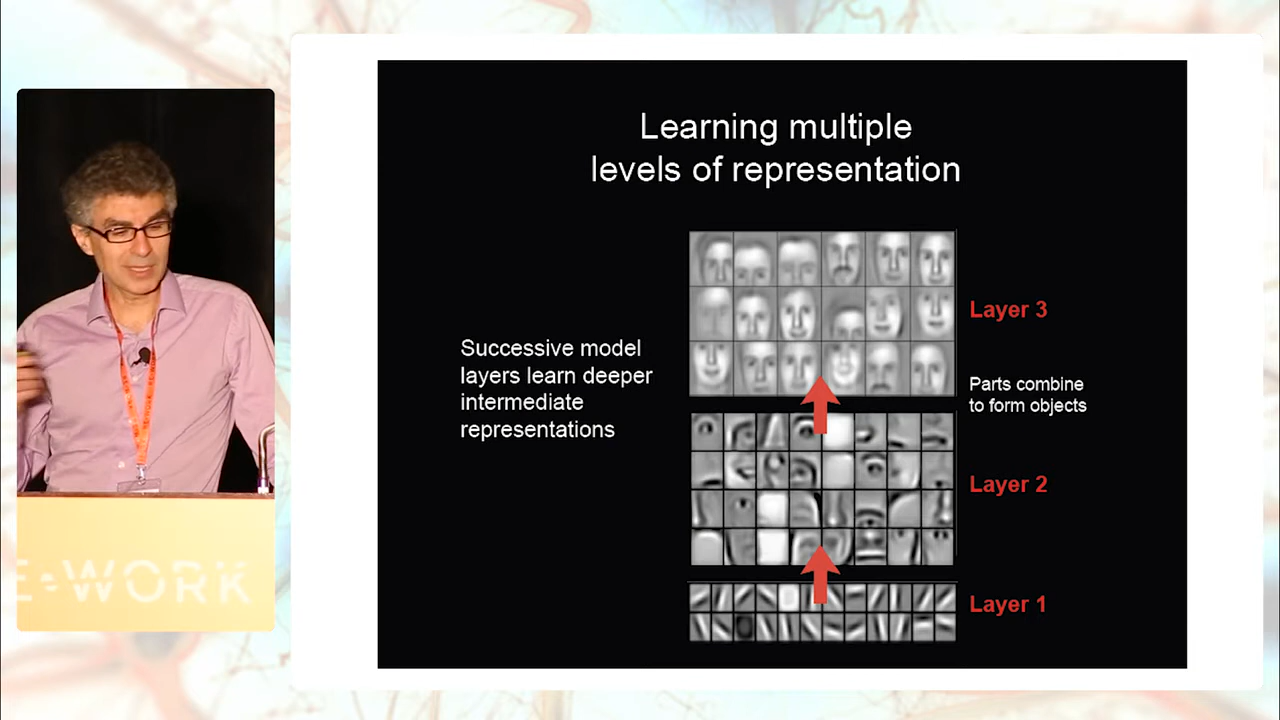 Learning multiple
levels of representation
Successive model
layers learn deeper
intermediate
representations
Layer 3
Parts combine
to form objects
Layer 2
Layer 1
E•WORK